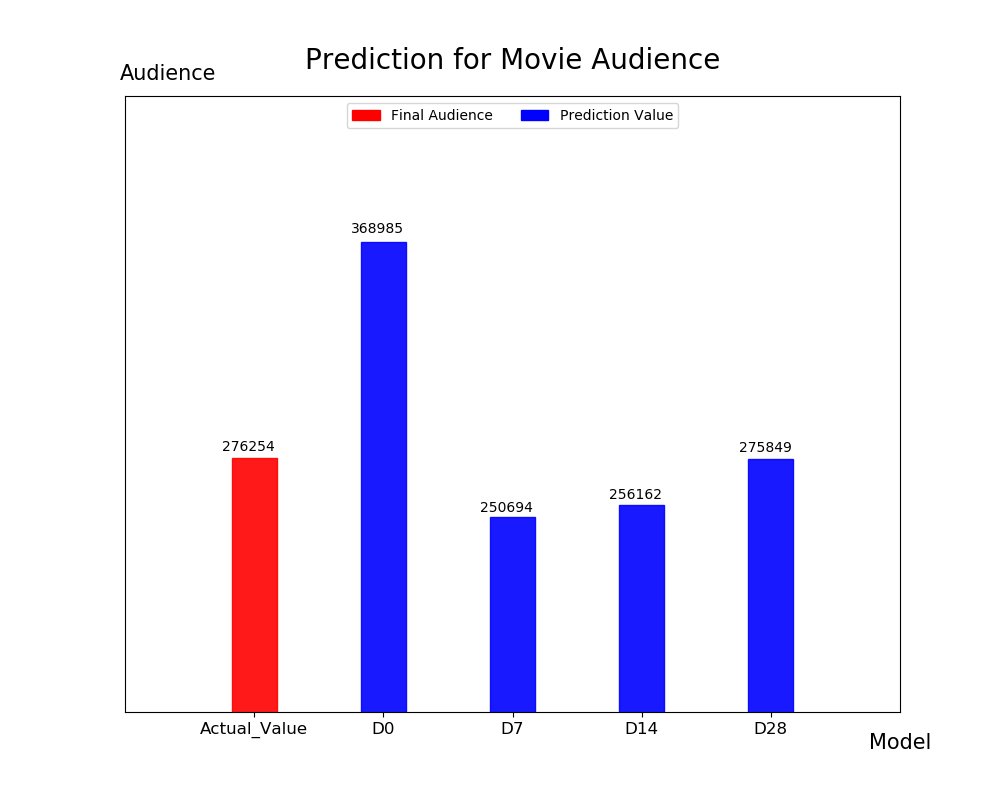 Prediction for Movie Audience
Audience
Final Audience
Prediction Value
368985
276254
275849
256162
250694
Actual_Value
D0
D7
D14
D28
Model